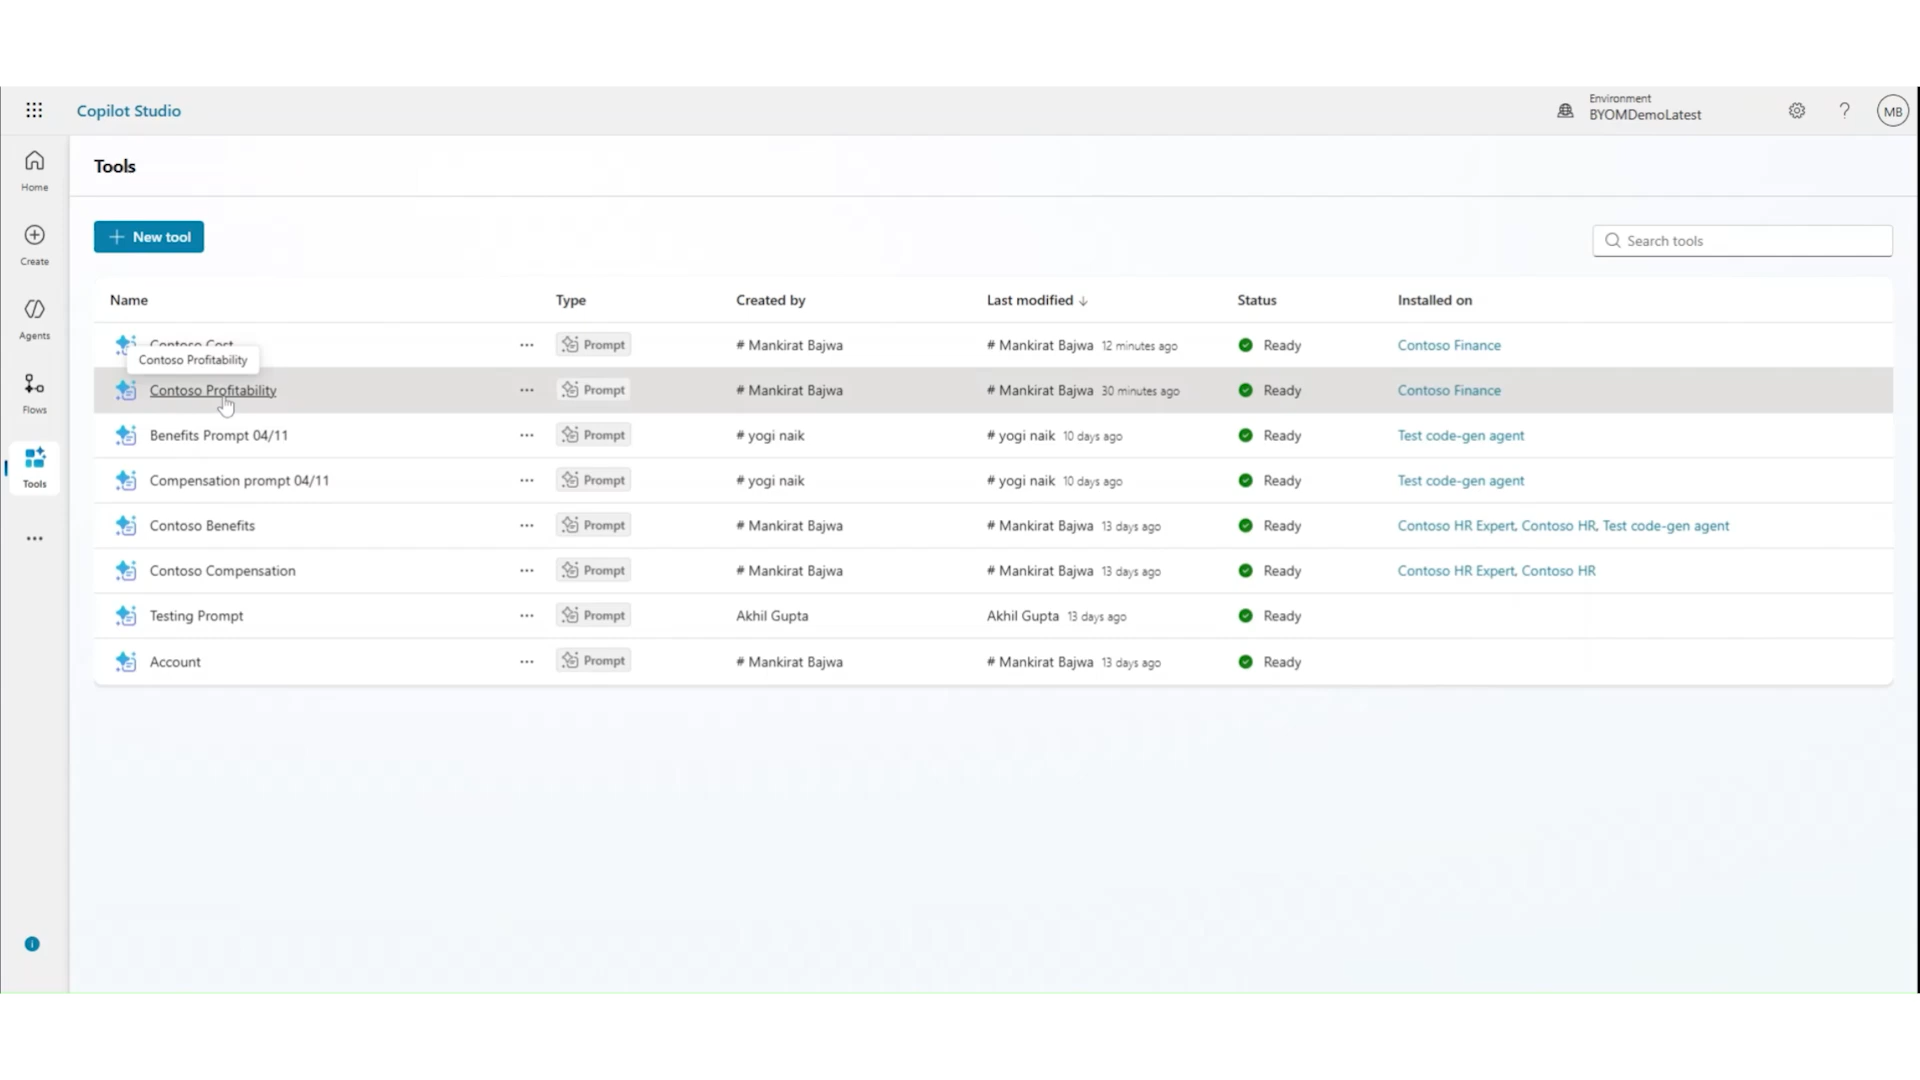 Copilot Studio
Environment
BYOMDemoLatest
?
MB
Home
Create
Agents
Flows
Tools
Tools
New tool
Search tools
Name Type Created by Last modified ↓ Status Installed on
Contoso Cost Prompt # Mankirat Bajwa # Mankirat Bajwa 12 minutes ago Ready Contoso Finance
Contoso Profitability
Contoso Profitability Prompt # Mankirat Bajwa # Mankirat Bajwa 30 minutes ago Ready Contoso Finance
Benefits Prompt 04/11 Prompt # yogi naik # yogi naik 10 days ago Ready Test code-gen agent
Compensation prompt 04/11 Prompt # yogi naik # yogi naik 10 days ago Ready Test code-gen agent
Contoso Benefits Prompt # Mankirat Bajwa # Mankirat Bajwa 13 days ago Ready Contoso HR Expert, Contoso HR, Test code-gen agent
Contoso Compensation Prompt # Mankirat Bajwa # Mankirat Bajwa 13 days ago Ready Contoso HR Expert, Contoso HR
Testing Prompt Prompt Akhil Gupta Akhil Gupta 13 days ago Ready
Account Prompt # Mankirat Bajwa # Mankirat Bajwa 13 days ago Ready